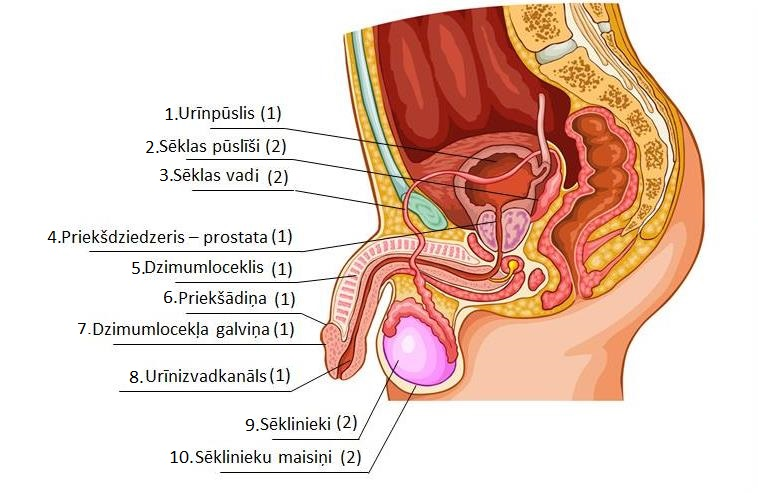 1.Urīnpūslis (1)
2.Sēklas pūslīši (2)
3.Sēklas vadi (2)
4.Priekšdziedzeris – prostata (1)
5.Dzimumloceklis (1)
6.Priekšādiņa (1)
7.Dzimumlocekļa galviņa (1)
8.Urīnizvadkanāls (1)
9.Sēklinieki (2)
10.Sēklinieku maisiņi (2)